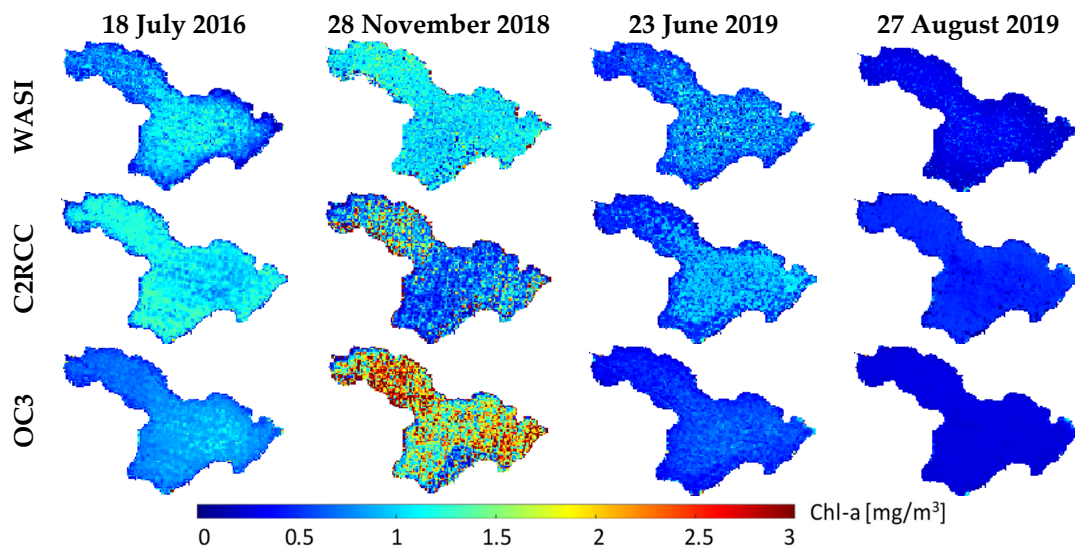 18 July 2016 28 November 2018 23 June 2019 27 August 2019
WASI
C2RCC
OC3
Chl-a [mg/m³]
0 0.5 1 1.5 2 2.5 3